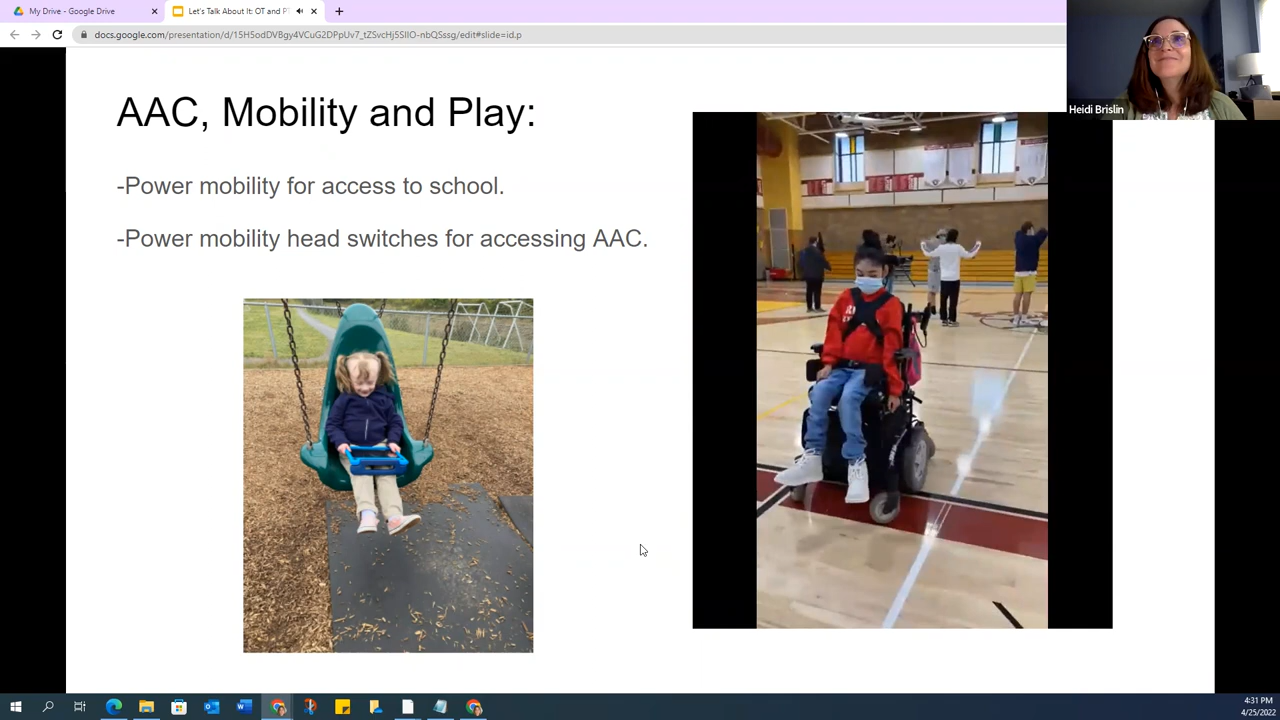 My Drive - Google Drive
Let's Talk About It: OT and PT
docs.google.com/presentation/d/15H5odDVBgy4VCuG2DPpUv7_tZSvcHj5SIIO-nbQSssg/edit#slide=id.p
Heidi Brislin
AAC, Mobility and Play:
-Power mobility for access to school.
-Power mobility head switches for accessing AAC.
4:31 PM
4/25/2022